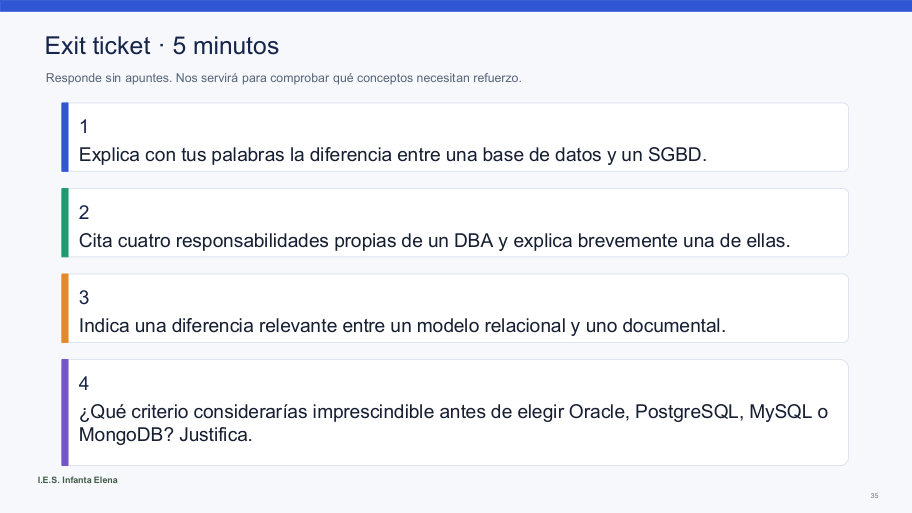 Exit ticket · 5 minutos
Responde sin apuntes. Nos servirá para comprobar qué conceptos necesitan refuerzo.
1
Explica con tus palabras la diferencia entre una base de datos y un SGBD.
2
Cita cuatro responsabilidades propias de un DBA y explica brevemente una de ellas.
3
Indica una diferencia relevante entre un modelo relacional y uno documental.
4
¿Qué criterio considerarías imprescindible antes de elegir Oracle, PostgreSQL, MySQL o
MongoDB? Justifica.
I.E.S. Infanta Elena
35